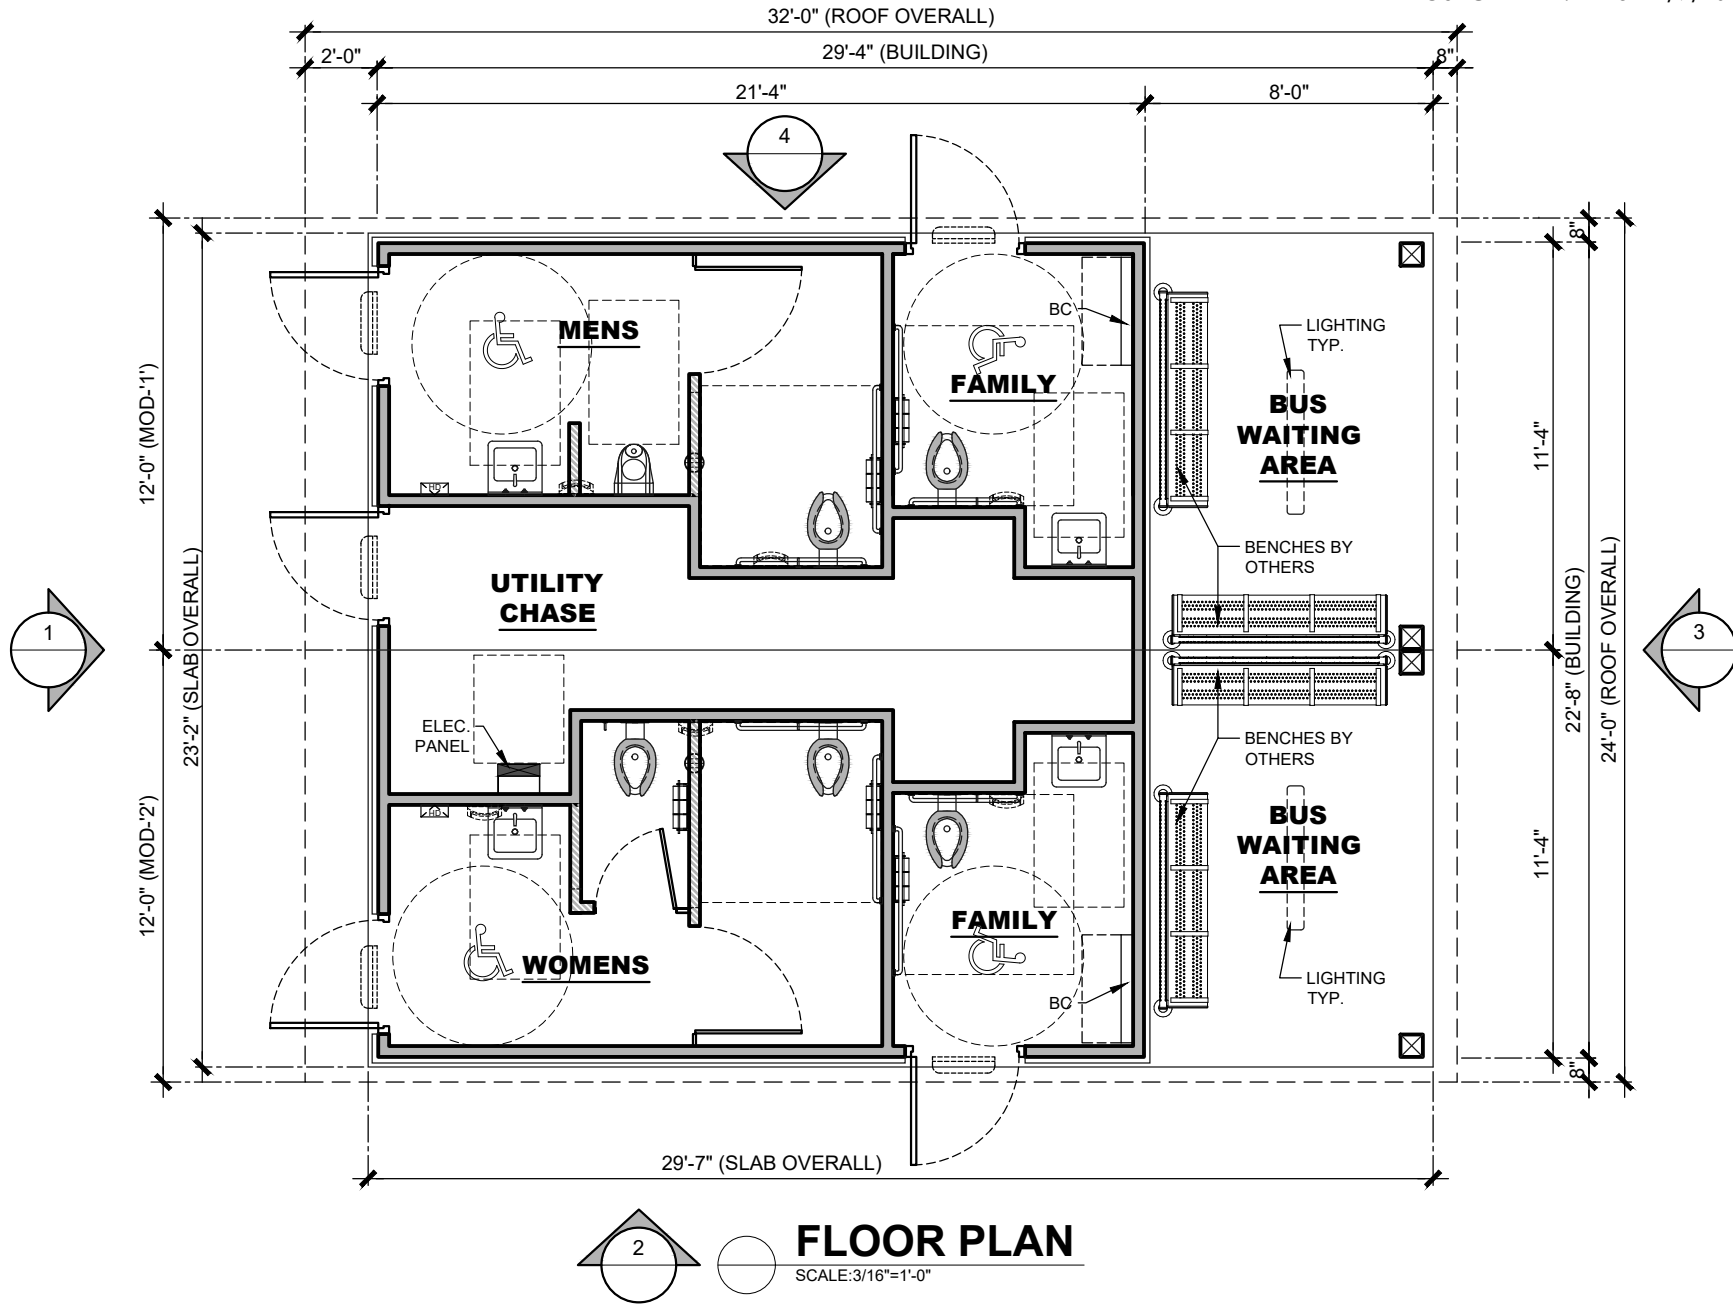 32'-0" (ROOF OVERALL)
2'-0"
29'-4" (BUILDING)
8"
21'-4"
8'-0"
4
8"
MENS
BC
LIGHTING
TYP.
FAMILY
BUS
WAITING
AREA
12'-0" (MOD-'1')
11'-4"
HD
BENCHES BY
OTHERS
UTILITY
CHASE
1
3
23'-2" (SLAB OVERALL)
22'-8" (BUILDING)
24'-0" (ROOF OVERALL)
ELEC.
PANEL
BENCHES BY
OTHERS
HD
BUS
WAITING
AREA
12'-0" (MOD-'2')
11'-4"
FAMILY
WOMENS
BC
LIGHTING
TYP.
8"
29'-7" (SLAB OVERALL)
2
FLOOR PLAN
SCALE:3/16"=1'-0"